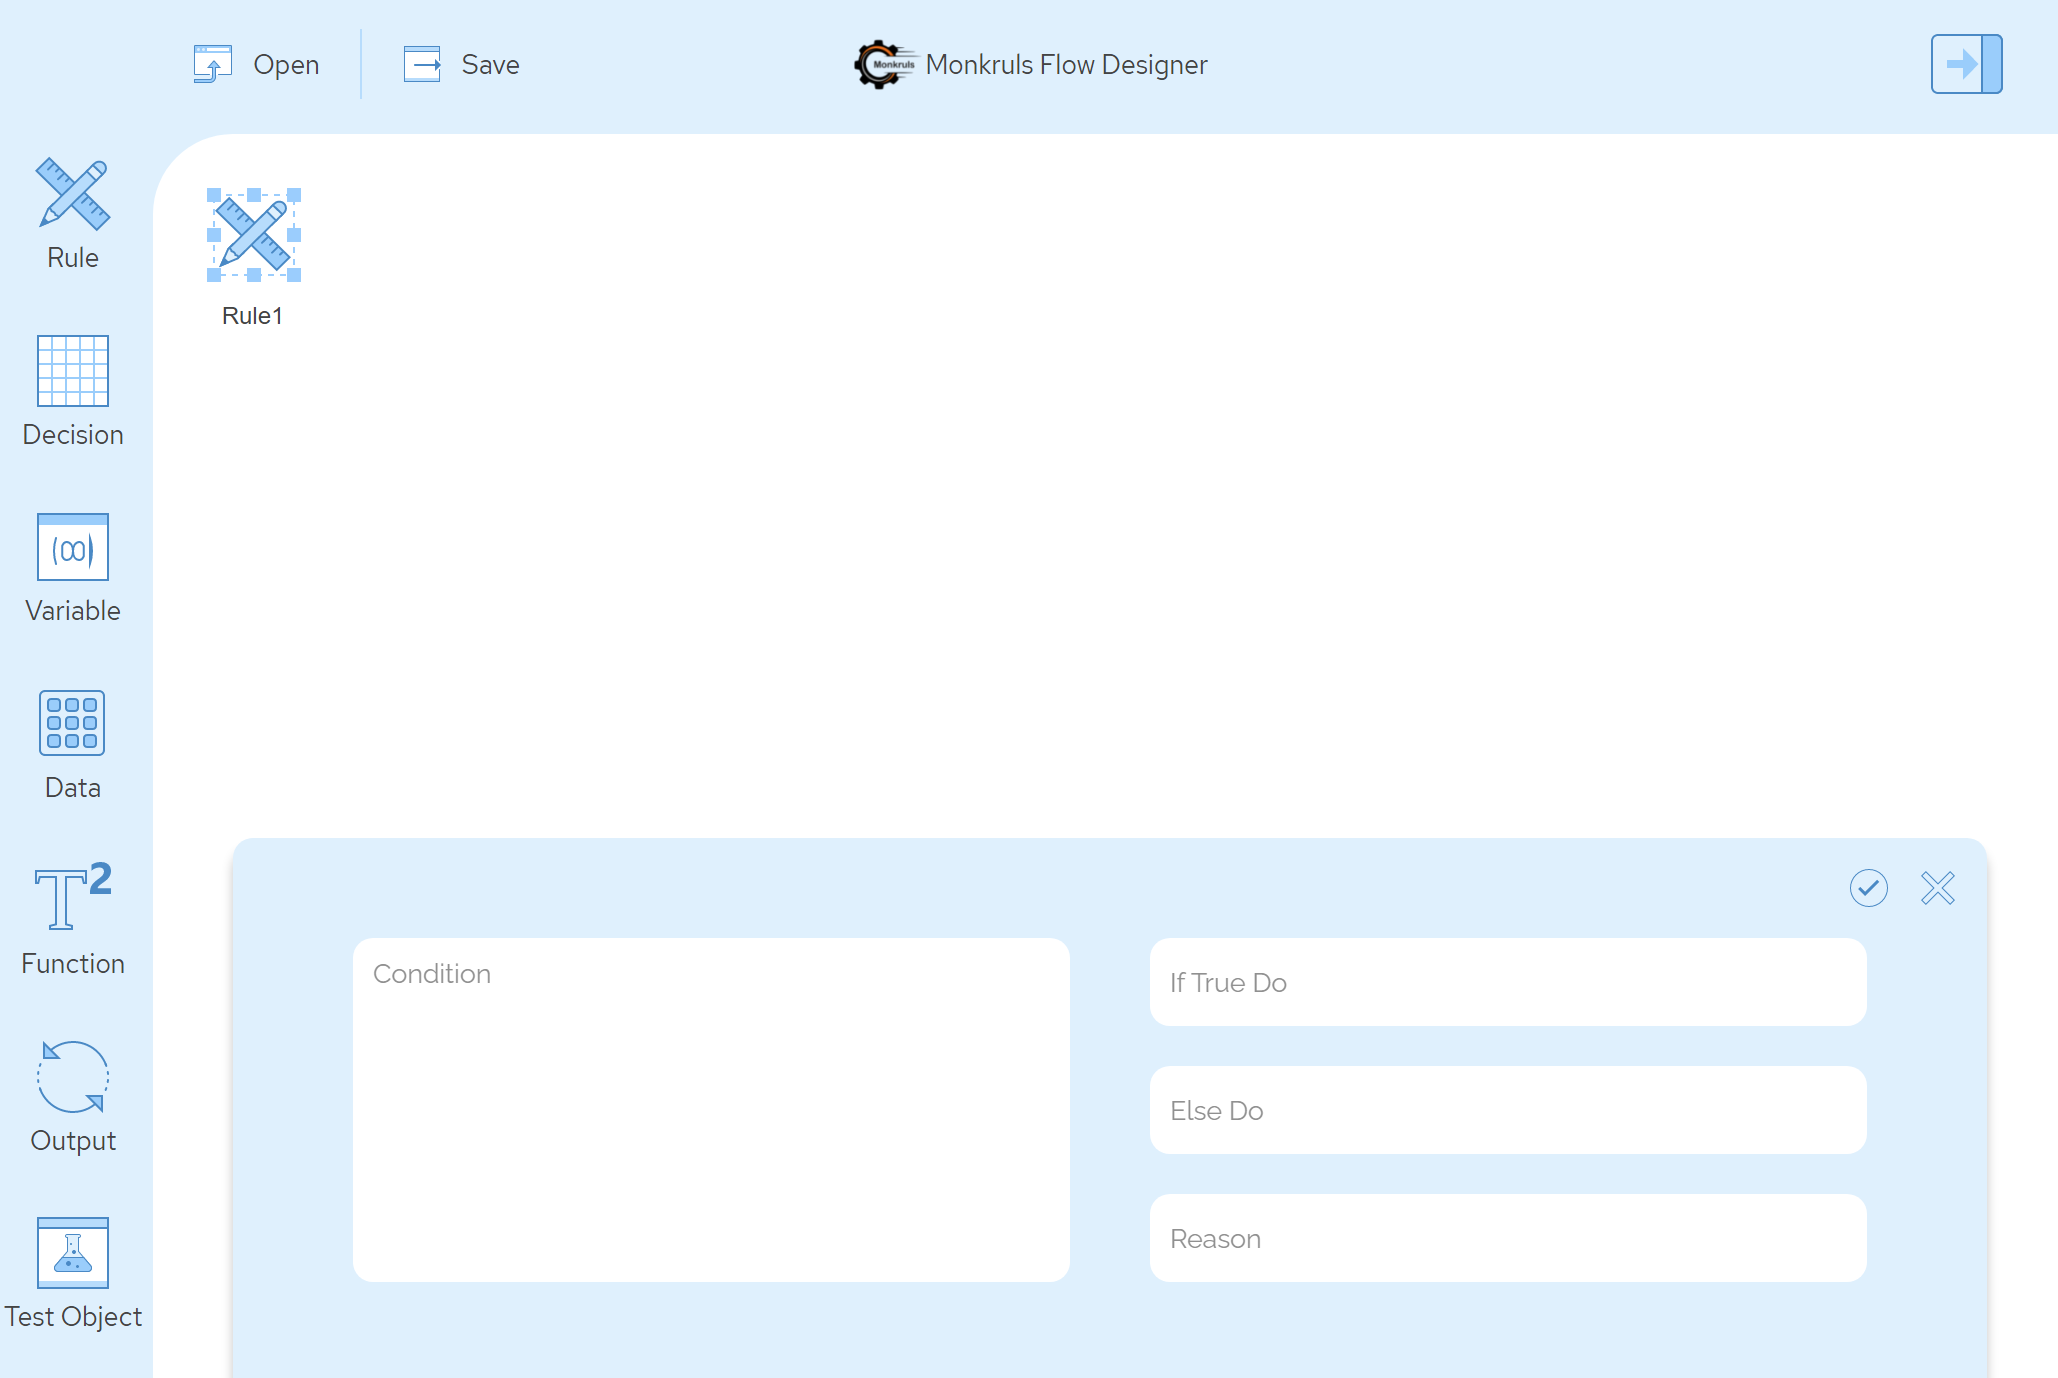 Open
Save
Monkruls
Monkruls Flow Designer
Rule
Rule1
Decision
Variable
Data
Function
Output
Test Object
Condition
If True Do
Else Do
Reason